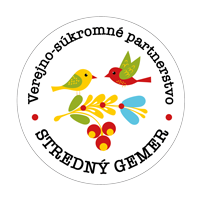 Verejno-súkromné partnerstvo
• STREDNÝ GEMER •